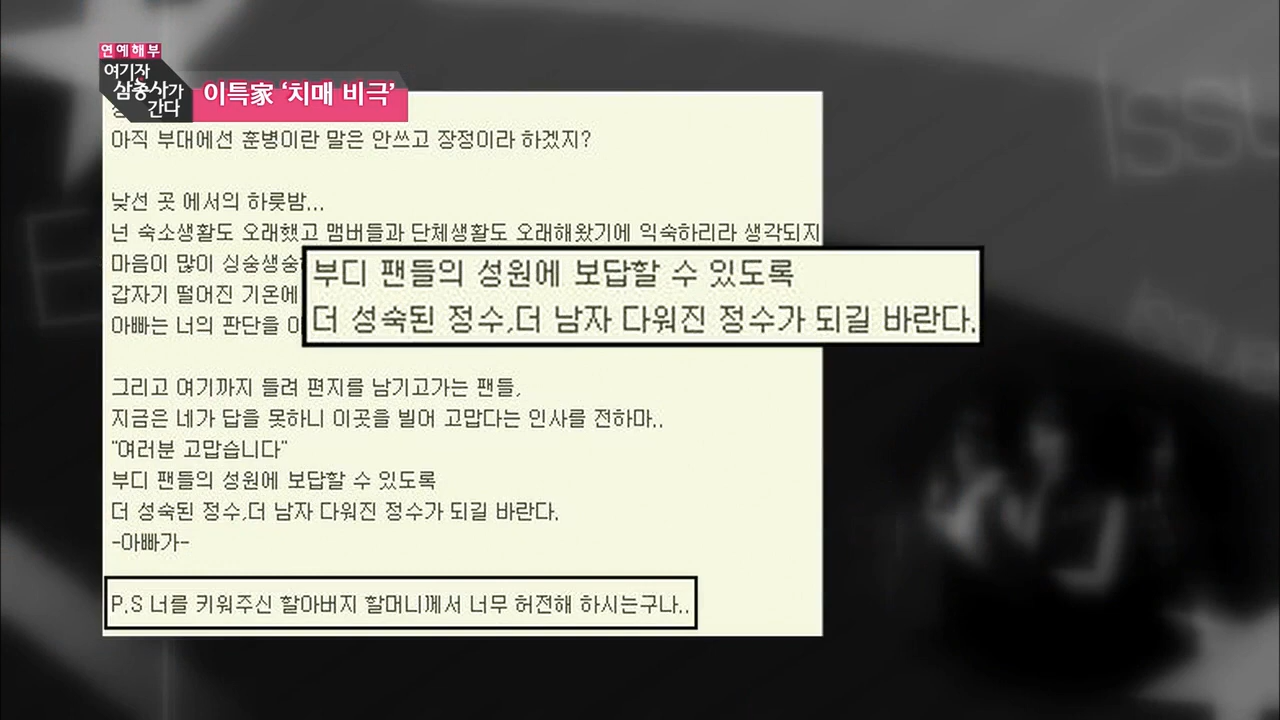 연예해부
여기자
삼총사가
간다
이특家 '치매 비극'
아직 부대에선 훈병이란 말은 안쓰고 장정이라 하겠지?
낯선 곳 에서의 하룻밤...
넌 숙소생활도 오래했고 맴버들과 단체생활도 오래해왔기에 익숙하리라 생각되지
마음이 많이 싱숭생숭
갑자기 떨어진 기온에
아빠는 너의 판단을
부디 팬들의 성원에 보답할 수 있도록
더 성숙된 정수,더 남자 다워진 정수가 되길 바란다.
그리고 여기까지 들려 편지를 남기고가는 팬들,
지금은 네가 답을 못하니 이곳을 빌어 고맙다는 인사를 전하마..
"여러분 고맙습니다"
부디 팬들의 성원에 보답할 수 있도록
더 성숙된 정수,더 남자 다워진 정수가 되길 바란다.
-아빠가-
P.S 너를 키워주신 할아버지 할머니께서 너무 허전해 하시는구나..